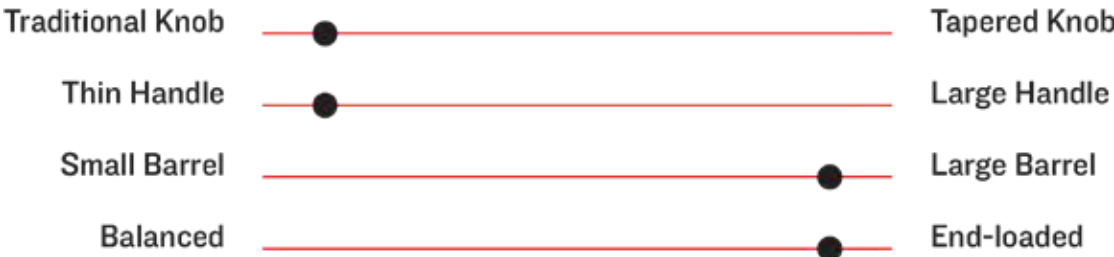 Traditional Knob Tapered Knob
Thin Handle Large Handle
Small Barrel Large Barrel
Balanced End-loaded